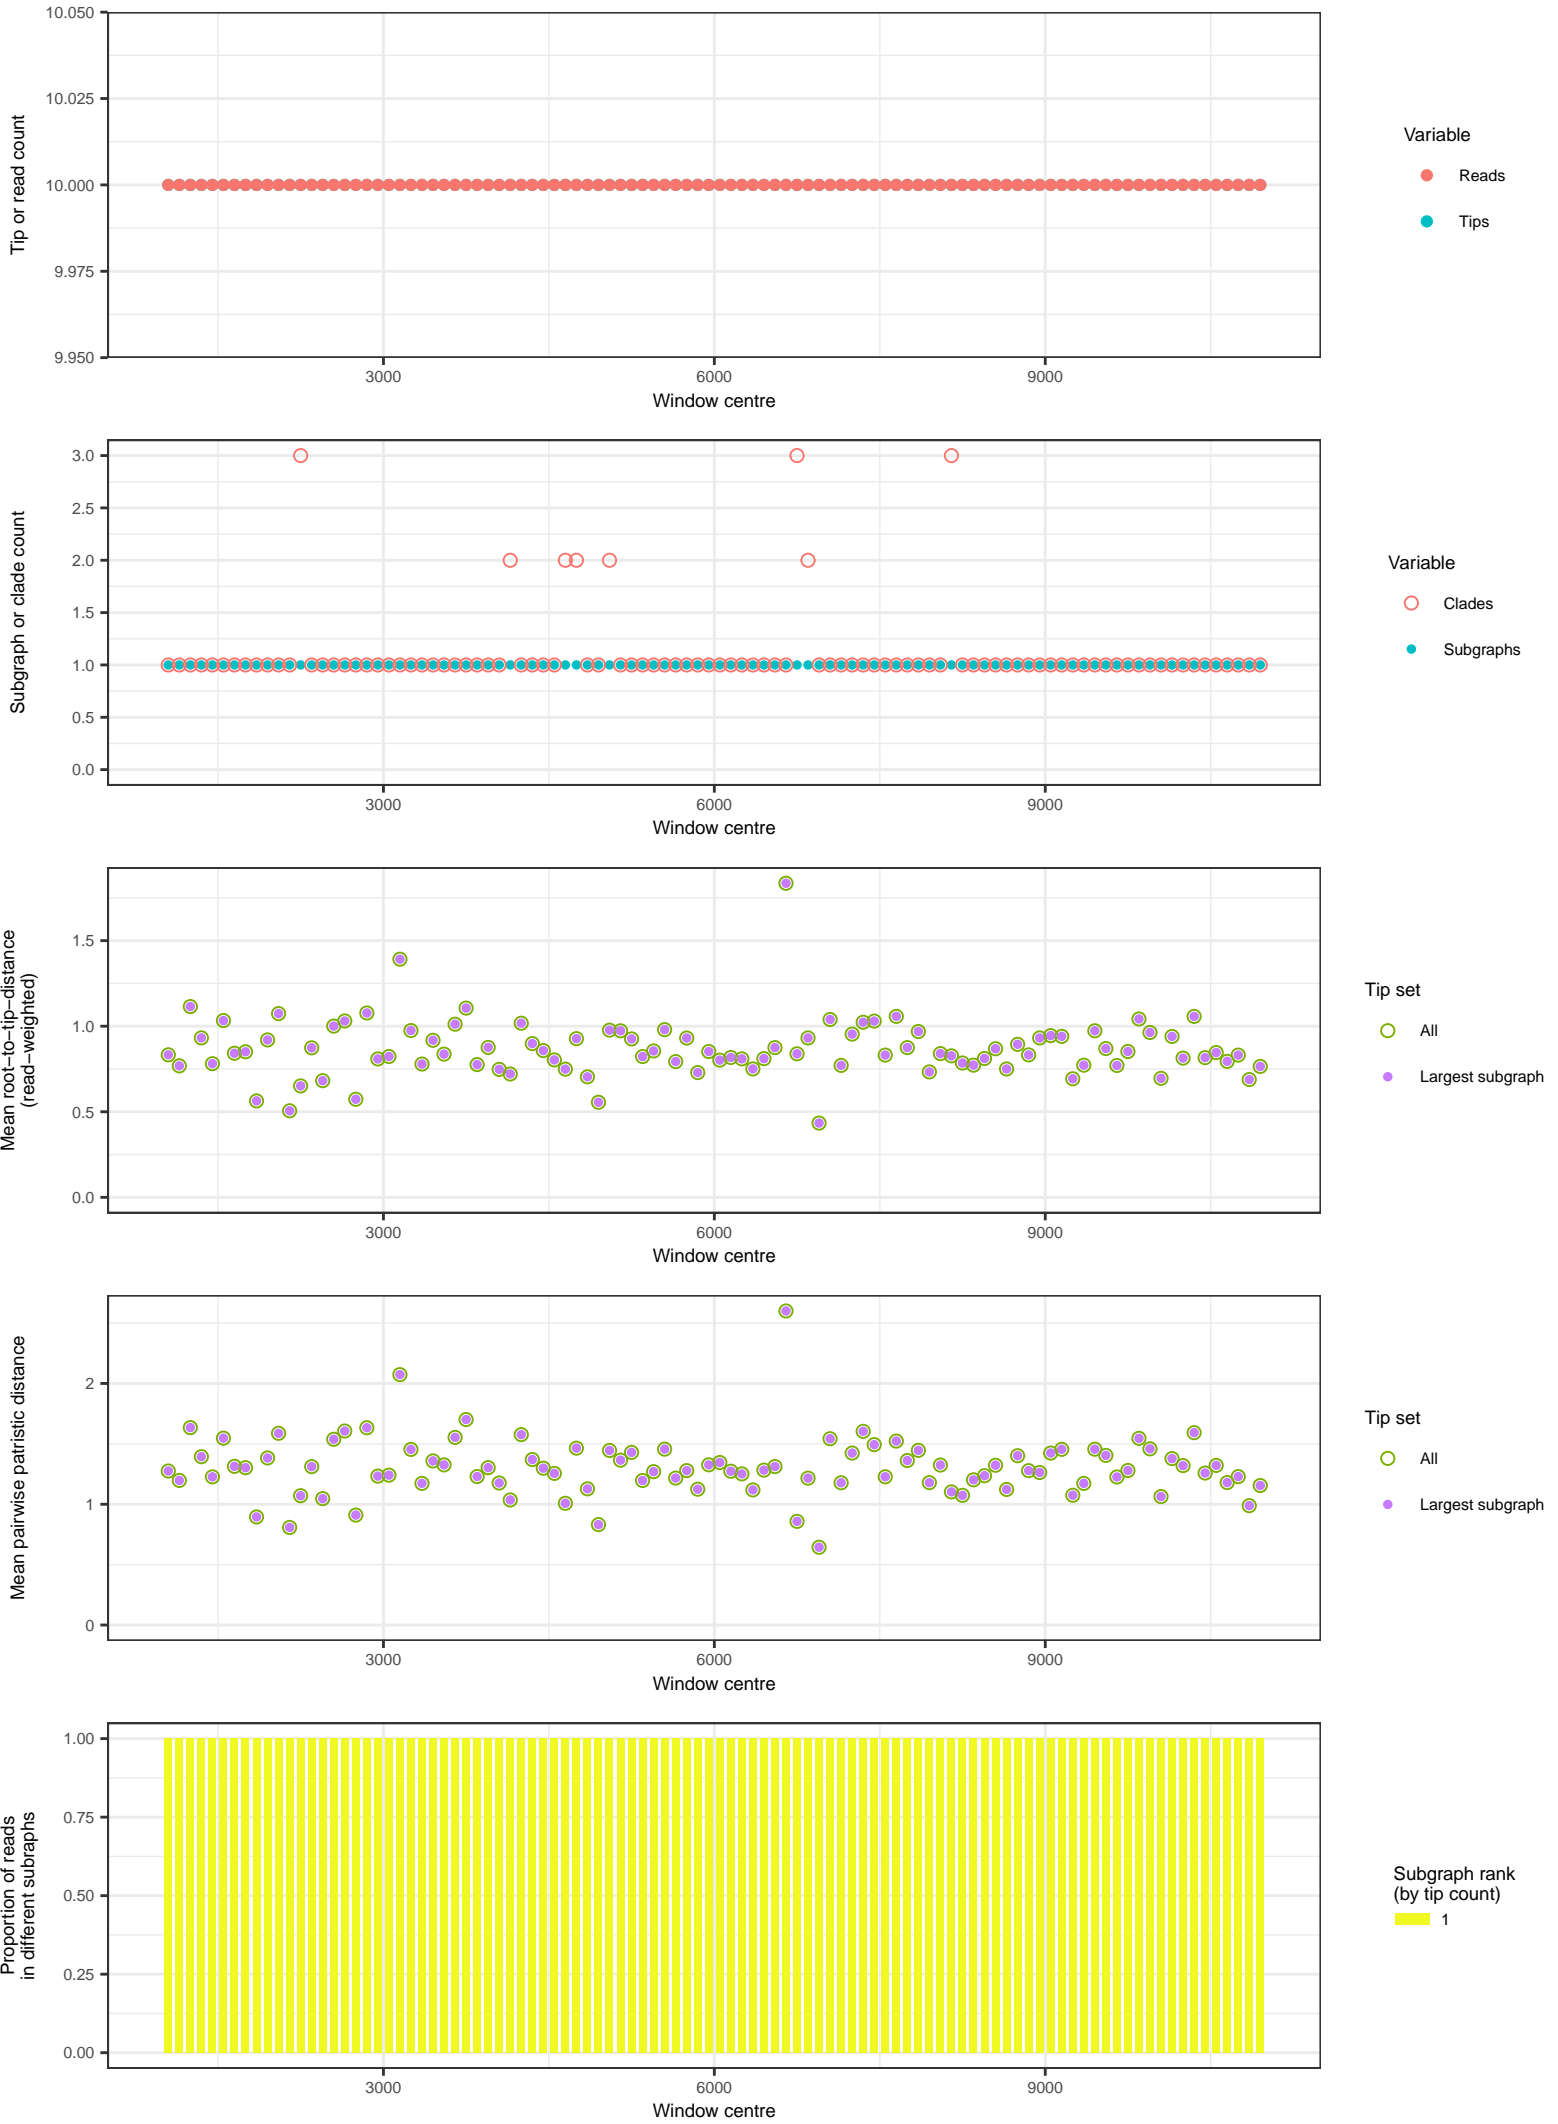 10.050
10.025
10.000
9.975
9.950
Tip or read count
3000 6000 9000
Window centre
Variable
Reads
Tips
3.0
2.5
2.0
1.5
1.0
0.5
0.0
Subgraph or clade count
3000 6000 9000
Window centre
Variable
Clades
Subgraphs
1.5
1.0
0.5
0.0
Mean root−to−tip−distance
(read−weighted)
3000 6000 9000
Window centre
Tip set
All
Largest subgraph
2
1
0
Mean pairwise patristic distance
3000 6000 9000
Window centre
Tip set
All
Largest subgraph
1.00
0.75
0.50
0.25
0.00
Proportion of reads
in different subraphs
3000 6000 9000
Window centre
Subgraph rank
(by tip count)
1